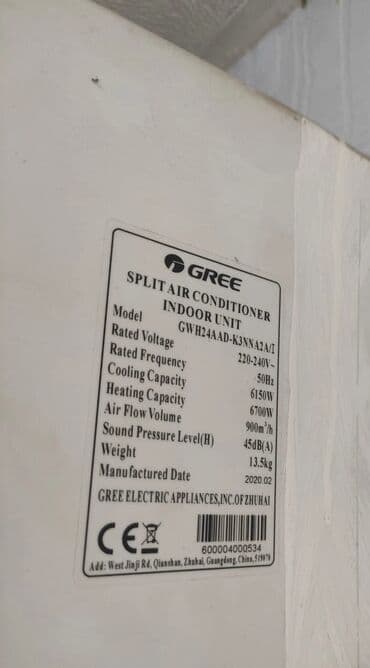 GREE
SPLIT AIR CONDITIONER
INDOOR UNIT
Model GWH24AAD-K3NNA2A/I
Rated Voltage 220-240V~
Rated Frequency 50Hz
Cooling Capacity 6150W
Heating Capacity 6700W
Air Flow Volume 900m³/h
Sound Pressure Level(H) 45dB(A)
Weight 13.5kg
Manufactured Date 2020.02
GREE ELECTRIC APPLIANCES,INC.OF ZHUHAI
CE
600004000534
Add: West Jinji Rd, Qianshan, Zhuhai, Guangdong, China, 519070